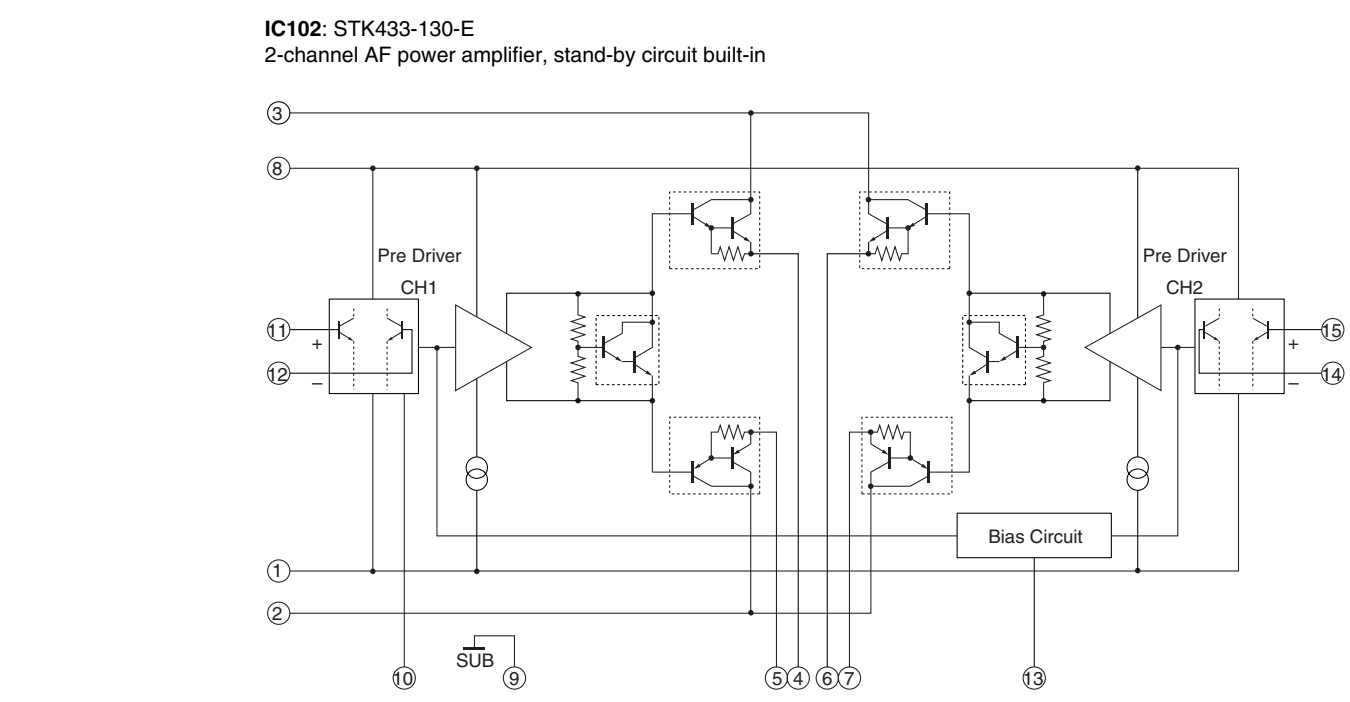 IC102: STK433-130-E
2-channel AF power amplifier, stand-by circuit built-in
3
8
Pre Driver
CH1
Pre Driver
CH2
11
+
12
–
15
+
14
–
Bias Circuit
1
2
SUB
10
9
5
4
6
7
13